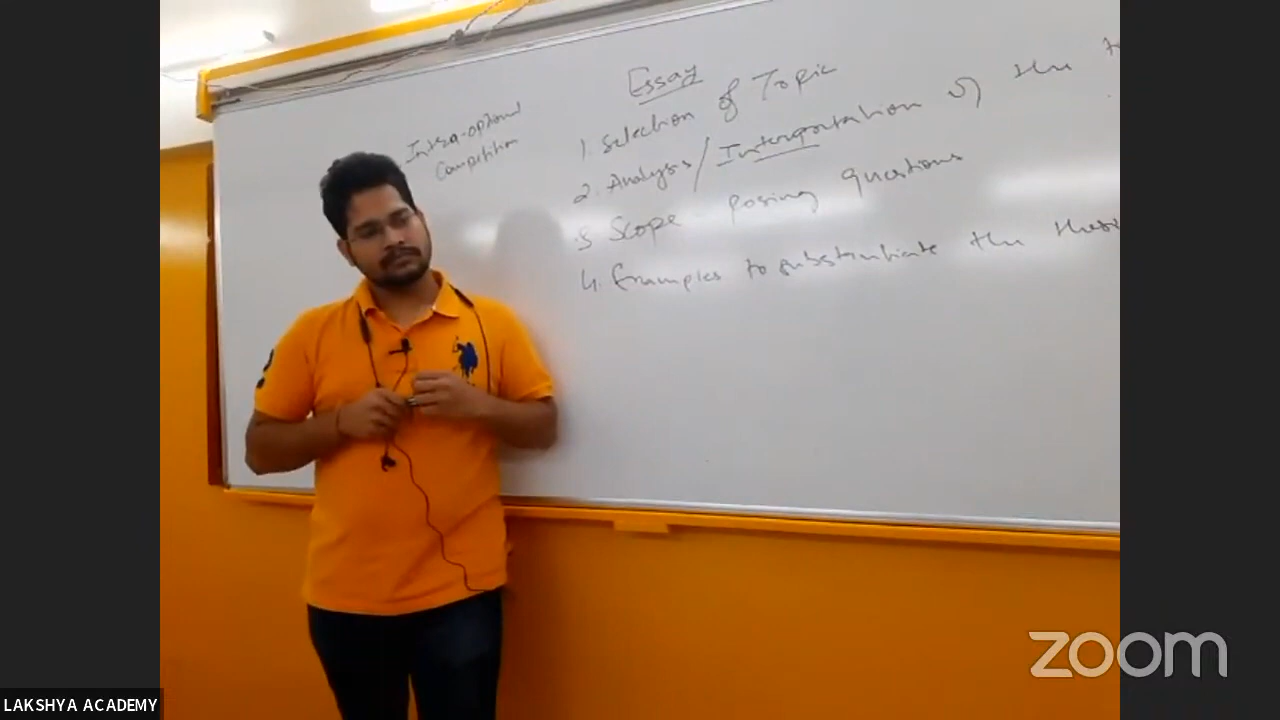 Intra-optional
Competition
Essay
1. Selection of Topic
2. Analysis/Interpretation of the
3 Scope - Posing Questions
4. Examples to substantiate the
zoom
LAKSHYA ACADEMY